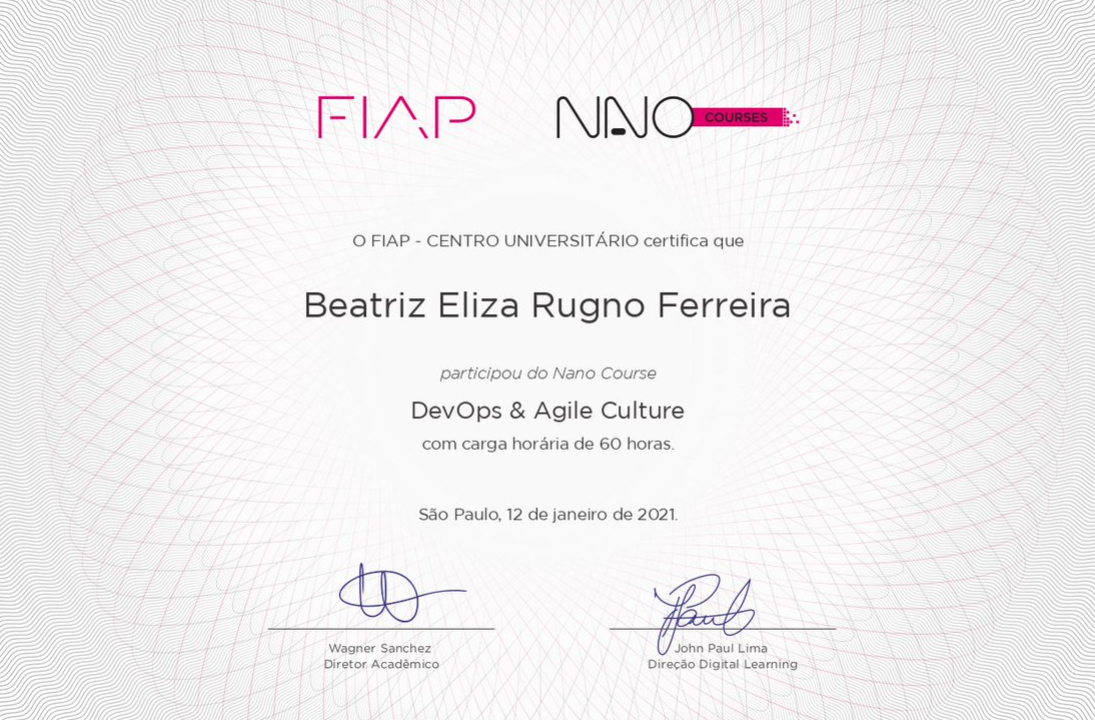 FIAP NANO COURSES
O FIAP - CENTRO UNIVERSITÁRIO certifica que
Beatriz Eliza Rugno Ferreira
participou do Nano Course
DevOps & Agile Culture
com carga horária de 60 horas.
São Paulo, 12 de janeiro de 2021.
Wagner Sanchez
Diretor Acadêmico
John Paul Lima
Direção Digital Learning